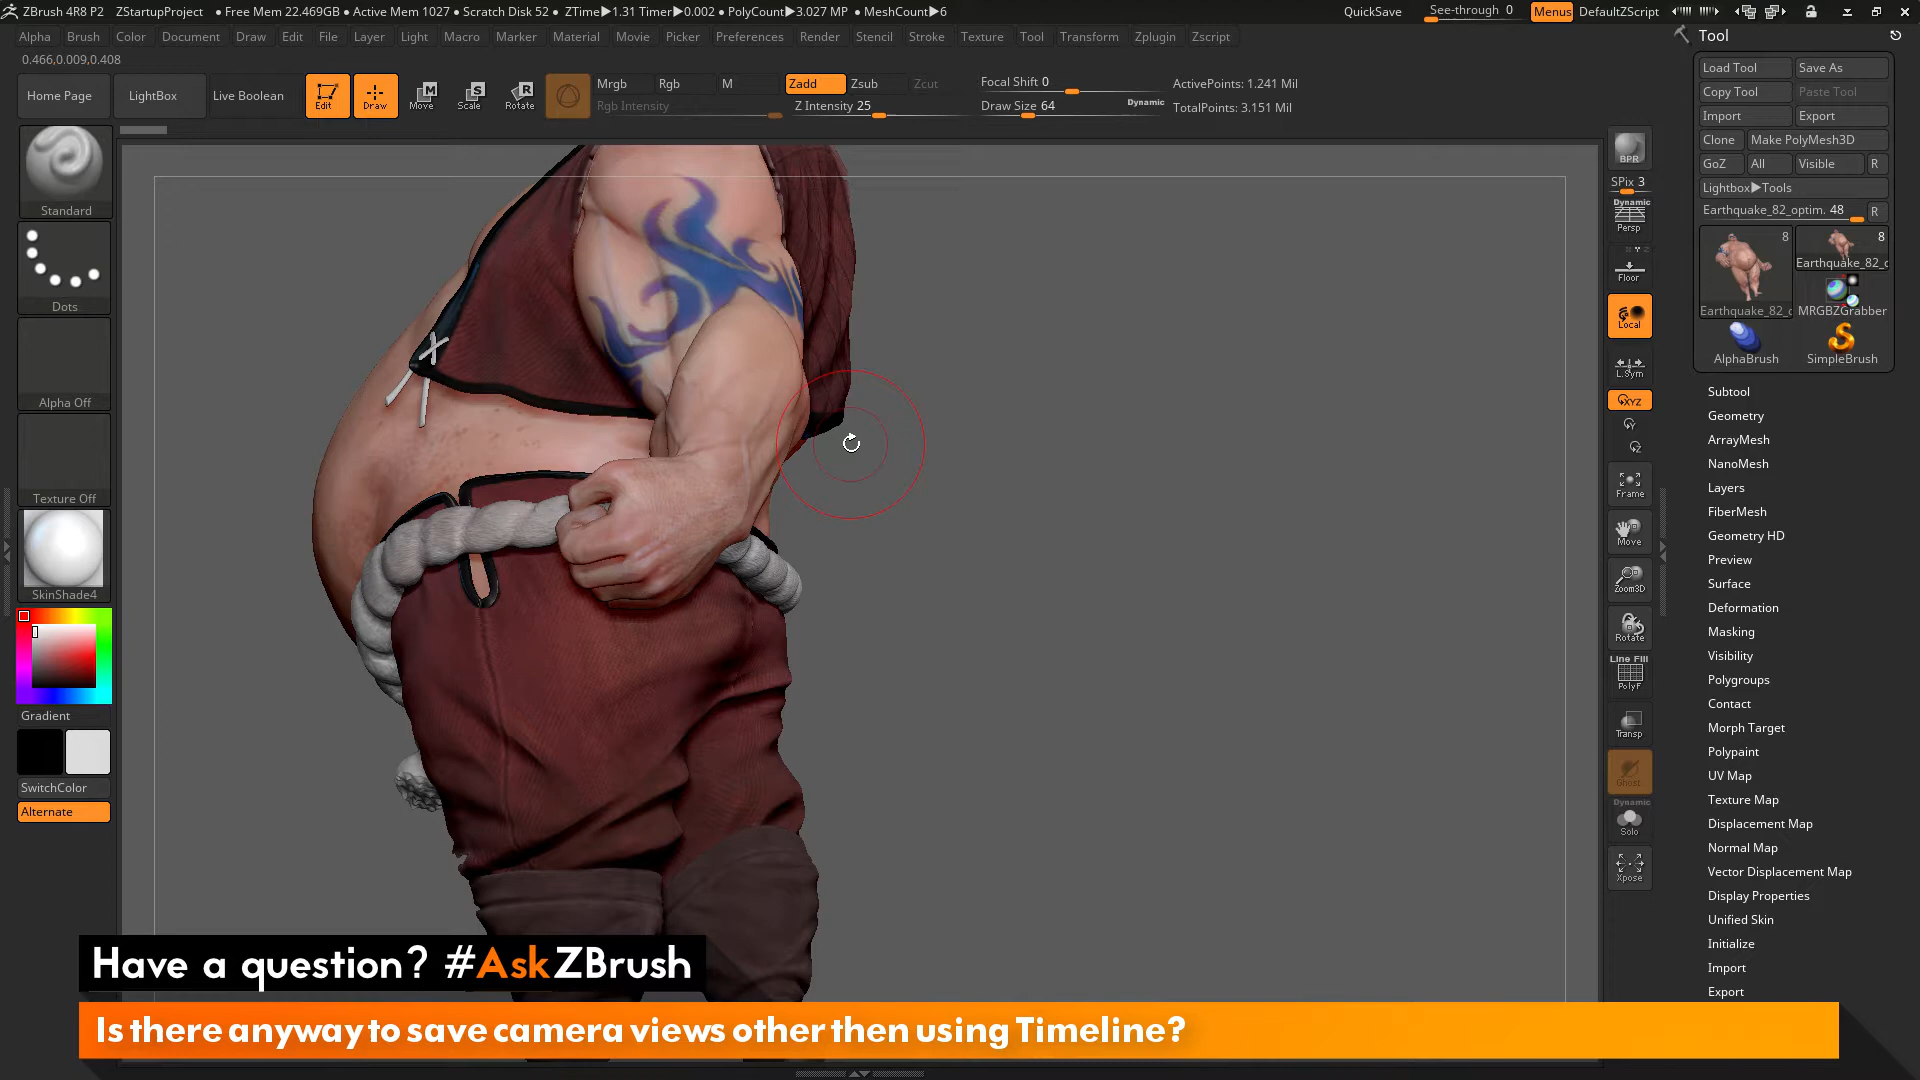 ZBrush 4R8 P2 ZStartupProject • Free Mem 22.469GB • Active Mem 1027 • Scratch Disk 52 • ZTime▶1.31 Timer▶0.002 • PolyCount▶3.027 MP • MeshCount▶6 QuickSave See-through 0 Menus DefaultZScript
Alpha Brush Color Document Draw Edit File Layer Light Macro Marker Material Movie Picker Preferences Render Stencil Stroke Texture Tool Transform Zplugin Zscript
0.466,0.009,0.408
Home Page LightBox Live Boolean Edit Draw Move Scale Rotate
M S R
Mrgb Rgb M Zadd Zsub Zcut
Rgb Intensity Z Intensity 25
Focal Shift 0
Draw Size 64 Dynamic
ActivePoints: 1.241 Mil
TotalPoints: 3.151 Mil
Standard
Dots
Alpha Off
Texture Off
SkinShade4
Gradient
SwitchColor
Alternate
BPR
SPix 3
Dynamic
Persp
Floor
Local
L.Sym
XYZ
Y
Z
Frame
Move
Zoom3D
Rotate
Line Fill
PolyF
Transp
Ghost
Dynamic
Solo
Xpose
Tool
Load Tool Save As
Copy Tool Paste Tool
Import Export
Clone Make PolyMesh3D
GoZ All Visible R
Lightbox▶Tools
Earthquake_82_optim. 48 R
8 8
Earthquake_82_c
Earthquake_82_c MRGBZGrabber
AlphaBrush SimpleBrush
Subtool
Geometry
ArrayMesh
NanoMesh
Layers
FiberMesh
Geometry HD
Preview
Surface
Deformation
Masking
Visibility
Polygroups
Contact
Morph Target
Polypaint
UV Map
Texture Map
Displacement Map
Normal Map
Vector Displacement Map
Display Properties
Unified Skin
Initialize
Import
Export
Have a question? #AskZBrush
Is there anyway to save camera views other then using Timeline?